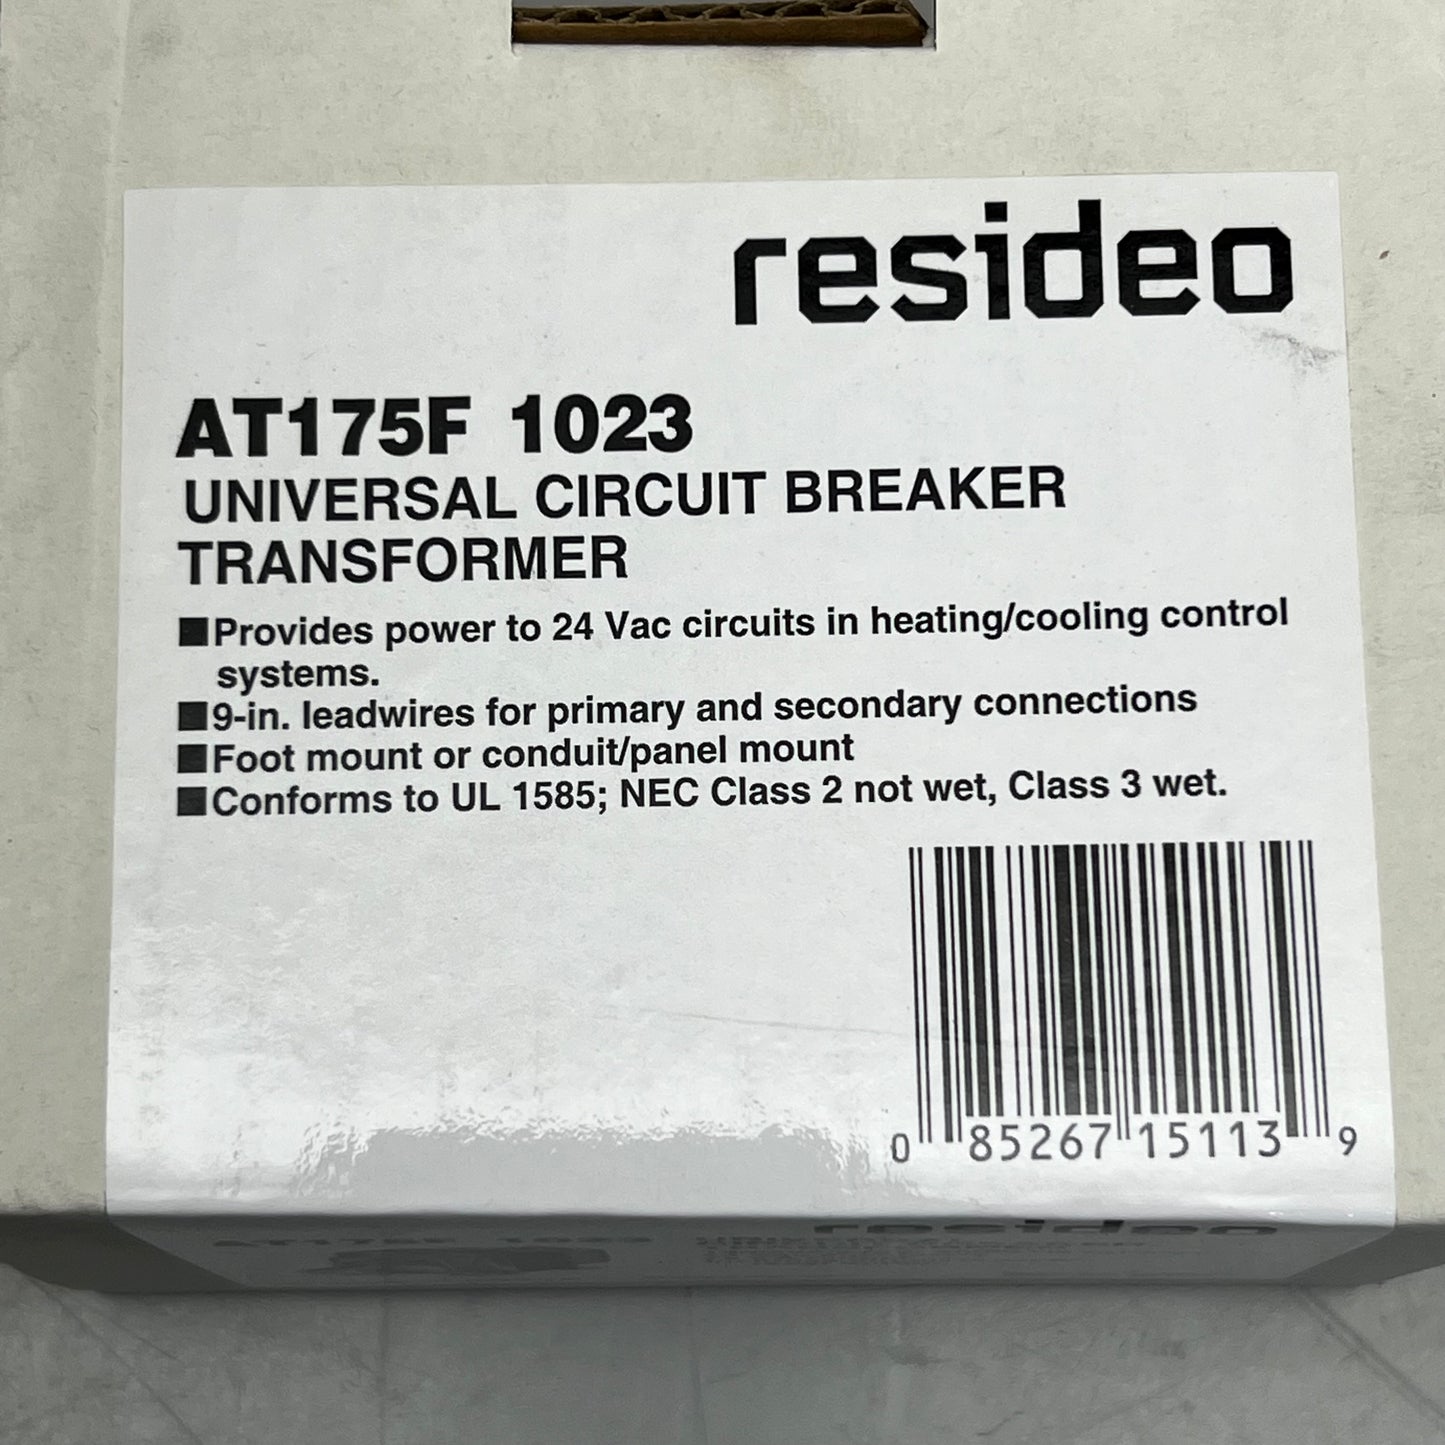 resideo
AT175F 1023
UNIVERSAL CIRCUIT BREAKER
TRANSFORMER
■Provides power to 24 Vac circuits in heating/cooling control
systems.
■9-in. leadwires for primary and secondary connections
■Foot mount or conduit/panel mount
■Conforms to UL 1585; NEC Class 2 not wet, Class 3 wet.
0 85267 15113 9
resideo
AT175F 1023